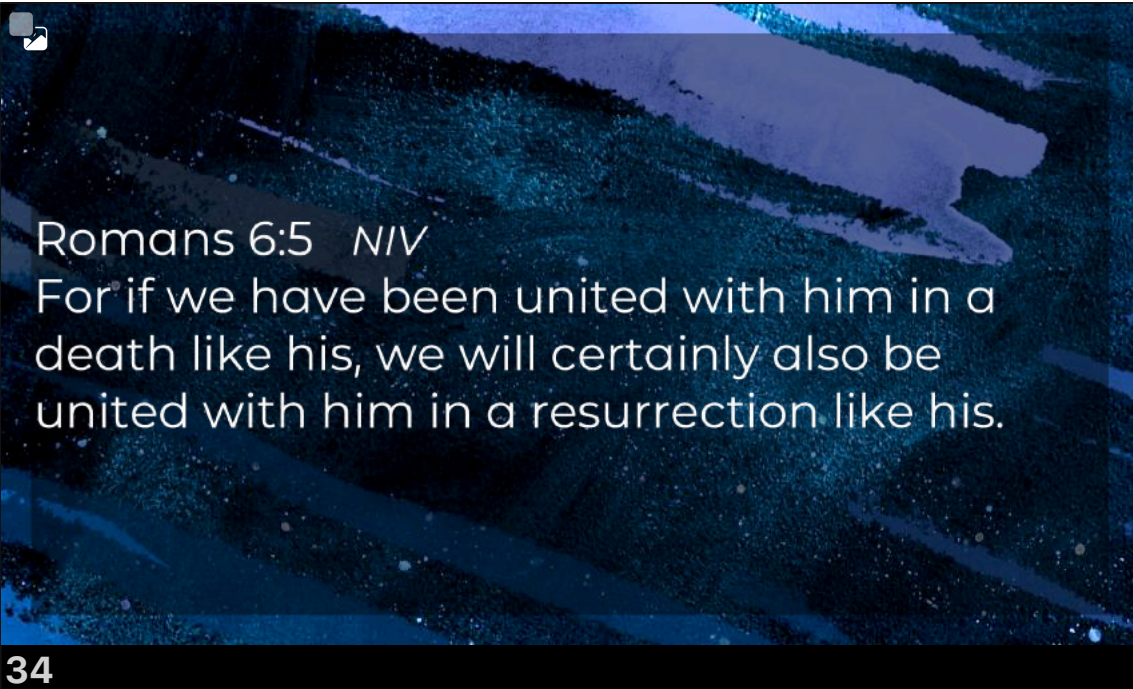 Romans 6:5 NIV
For if we have been united with him in a
death like his, we will certainly also be
united with him in a resurrection like his.
34